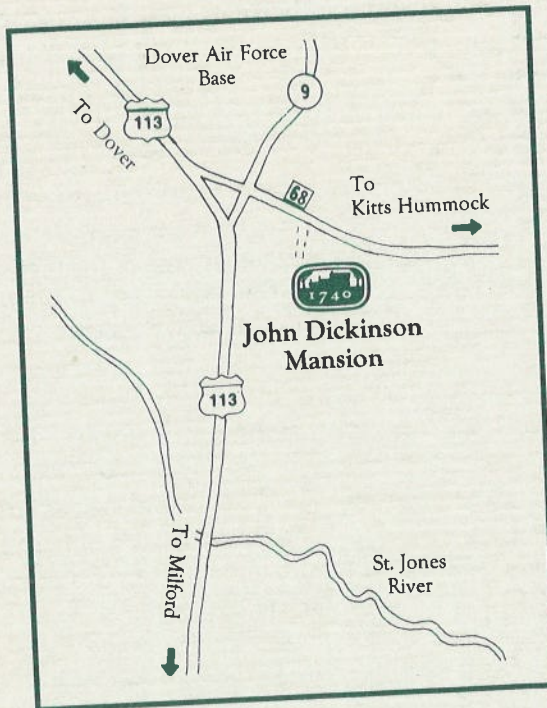 Dover Air Force
Base
9
To Dover
113
68
To
Kitts Hummock
1740
John Dickinson
Mansion
113
To Milford
St. Jones
River